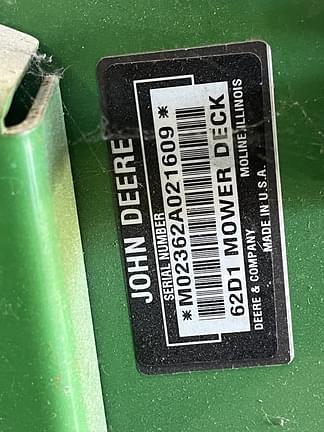 JOHN DEERE
SERIAL NUMBER
*M02362A021609*
62D1 MOWER DECK
DEERE & COMPANY MOLINE, ILLINOIS
MADE IN U.S.A.